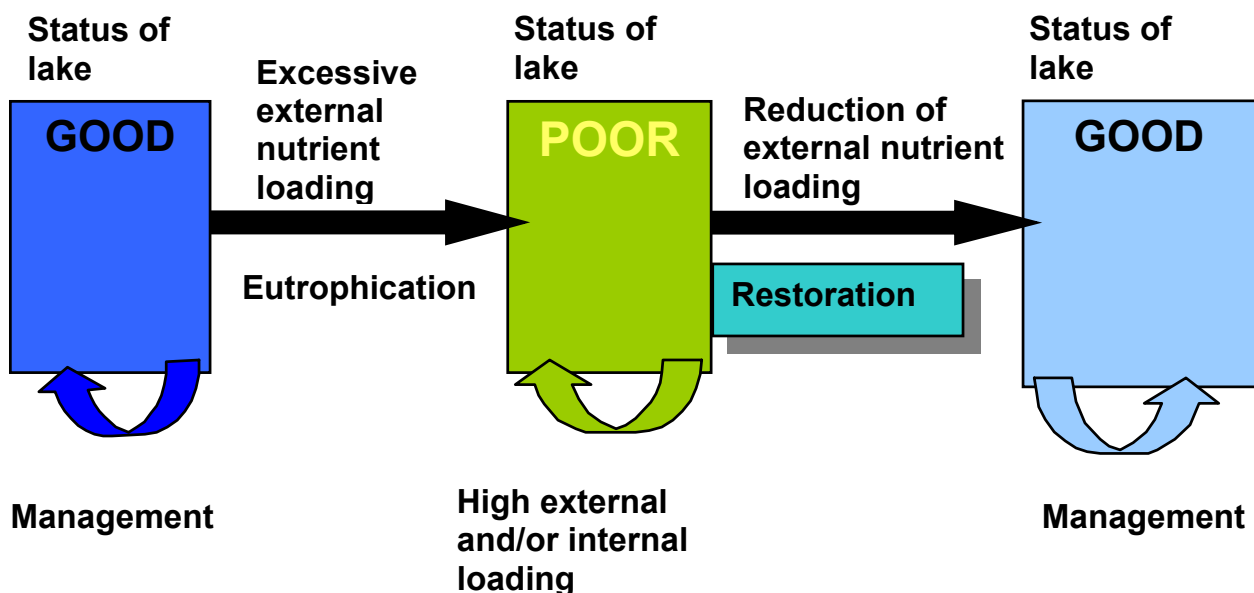 Status of
lake
GOOD
Excessive
external
nutrient
loading
Eutrophication
Status of
lake
POOR
Reduction of
external nutrient
loading
Restoration
Status of
lake
GOOD
Management
High external
and/or internal
loading
Management